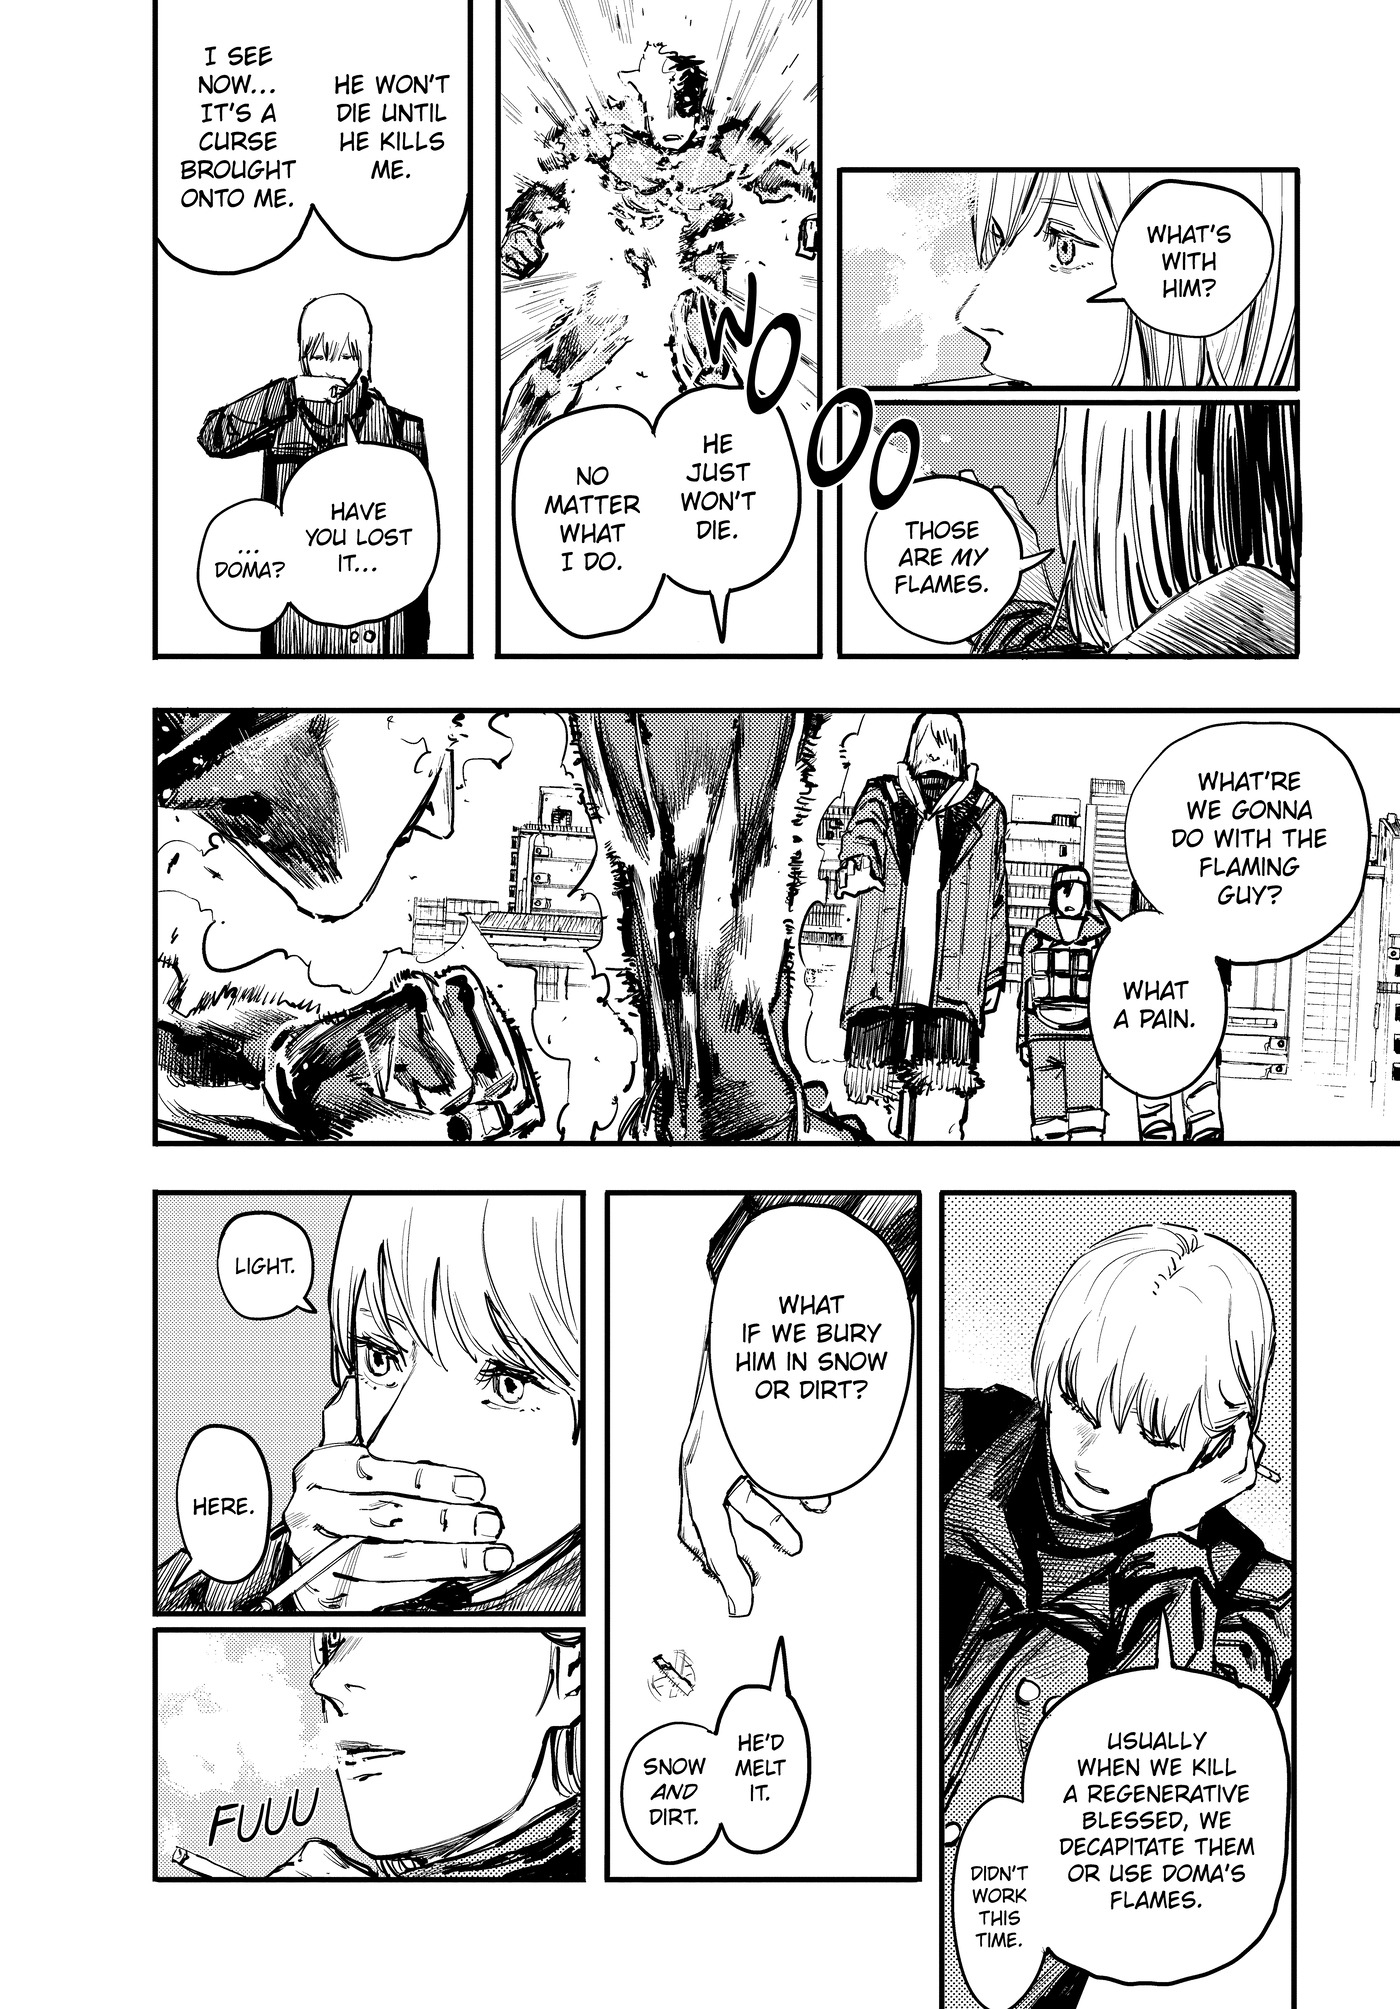 WHAT'S
WITH
HIM?
THOSE
ARE MY
FLAMES.
WOOOO
HE
JUST
WON'T
DIE.
NO
MATTER
WHAT
I DO.
HE WON'T
DIE UNTIL
HE KILLS
ME.
I SEE
NOW...
IT'S A
CURSE
BROUGHT
ONTO ME.
HAVE
YOU LOST
IT...
...
DOMA?
WHAT'RE
WE GONNA
DO WITH THE
FLAMING
GUY?
WHAT
A PAIN.
USUALLY
WHEN WE KILL
A REGENERATIVE
BLESSED, WE
DECAPITATE THEM
OR USE DOMA'S
FLAMES.
DIDN'T
WORK
THIS
TIME.
WHAT
IF WE BURY
HIM IN SNOW
OR DIRT?
HE'D
MELT
IT.
SNOW
AND
DIRT.
LIGHT.
HERE.
FUUU